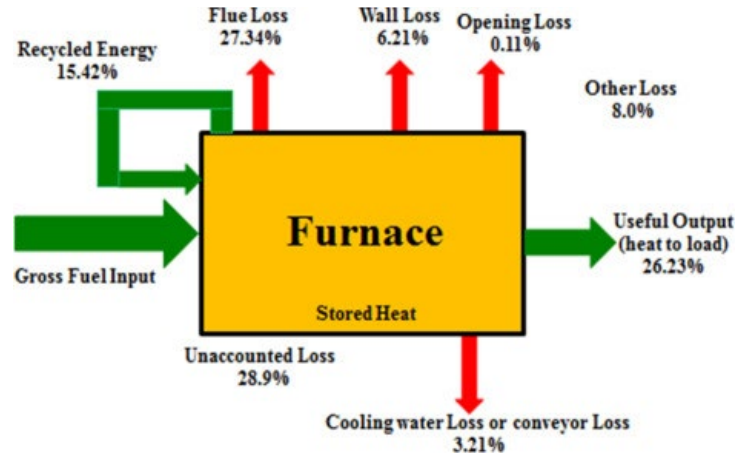 Flue Loss
27.34%
Wall Loss
6.21%
Opening Loss
0.11%
Recycled Energy
15.42%
Other Loss
8.0%
Furnace
Useful Output
(heat to load)
26.23%
Gross Fuel Input
Stored Heat
Unaccounted Loss
28.9%
Cooling water Loss or conveyor Loss
3.21%